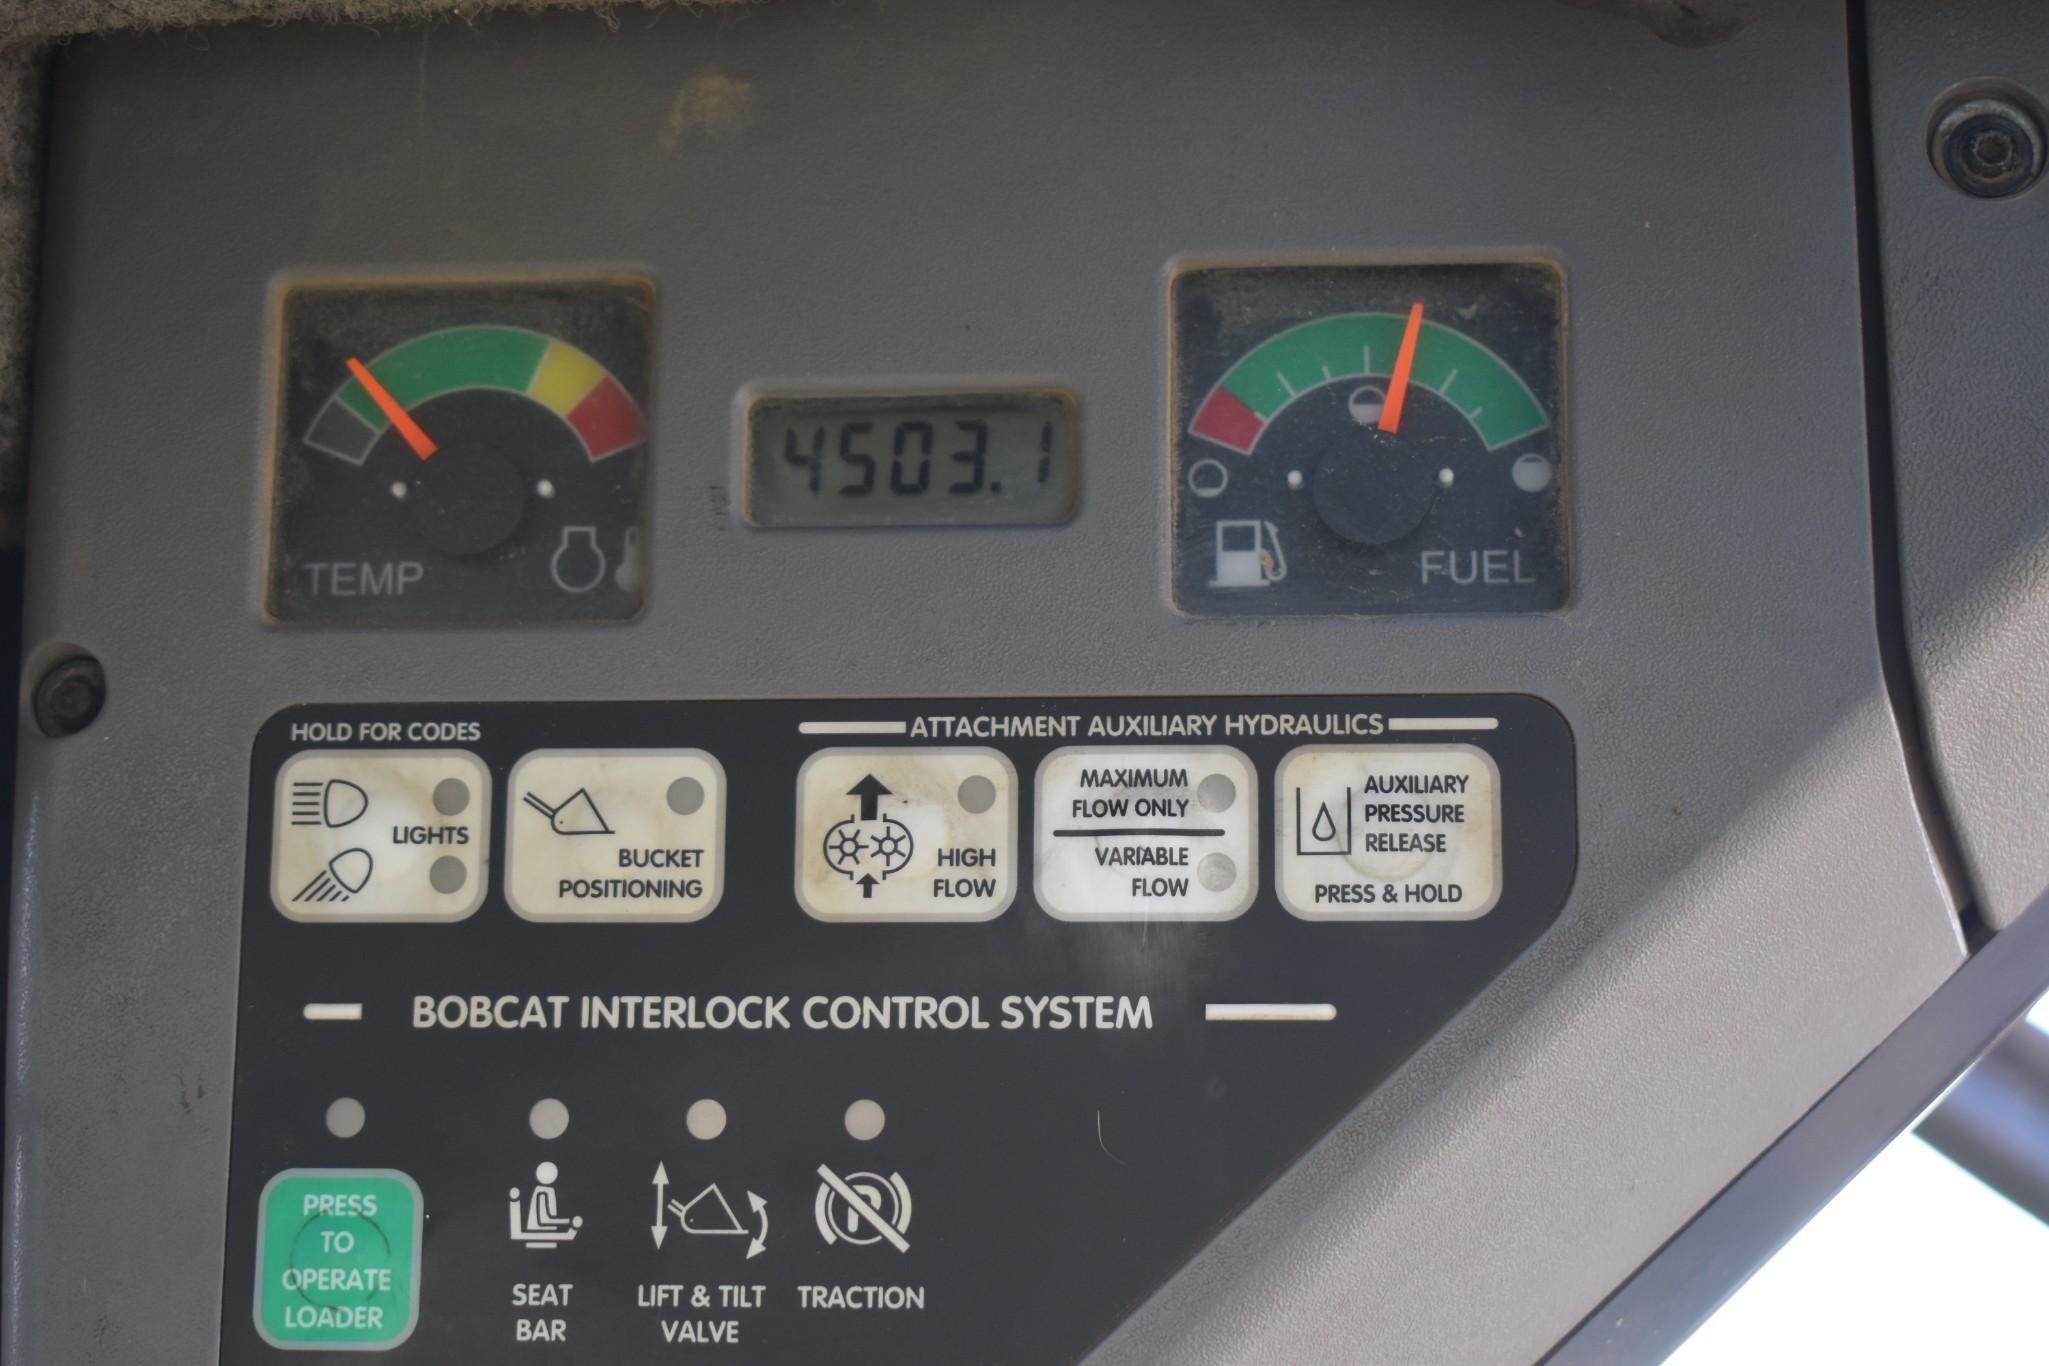 4503.1
TEMP
FUEL
HOLD FOR CODES
ATTACHMENT AUXILIARY HYDRAULICS
LIGHTS
BUCKET
POSITIONING
HIGH
FLOW
MAXIMUM
FLOW ONLY
VARIABLE
FLOW
AUXILIARY
PRESSURE
RELEASE
PRESS & HOLD
BOBCAT INTERLOCK CONTROL SYSTEM
PRESS
TO
OPERATE
LOADER
SEAT
BAR
LIFT & TILT
VALVE
P
TRACTION